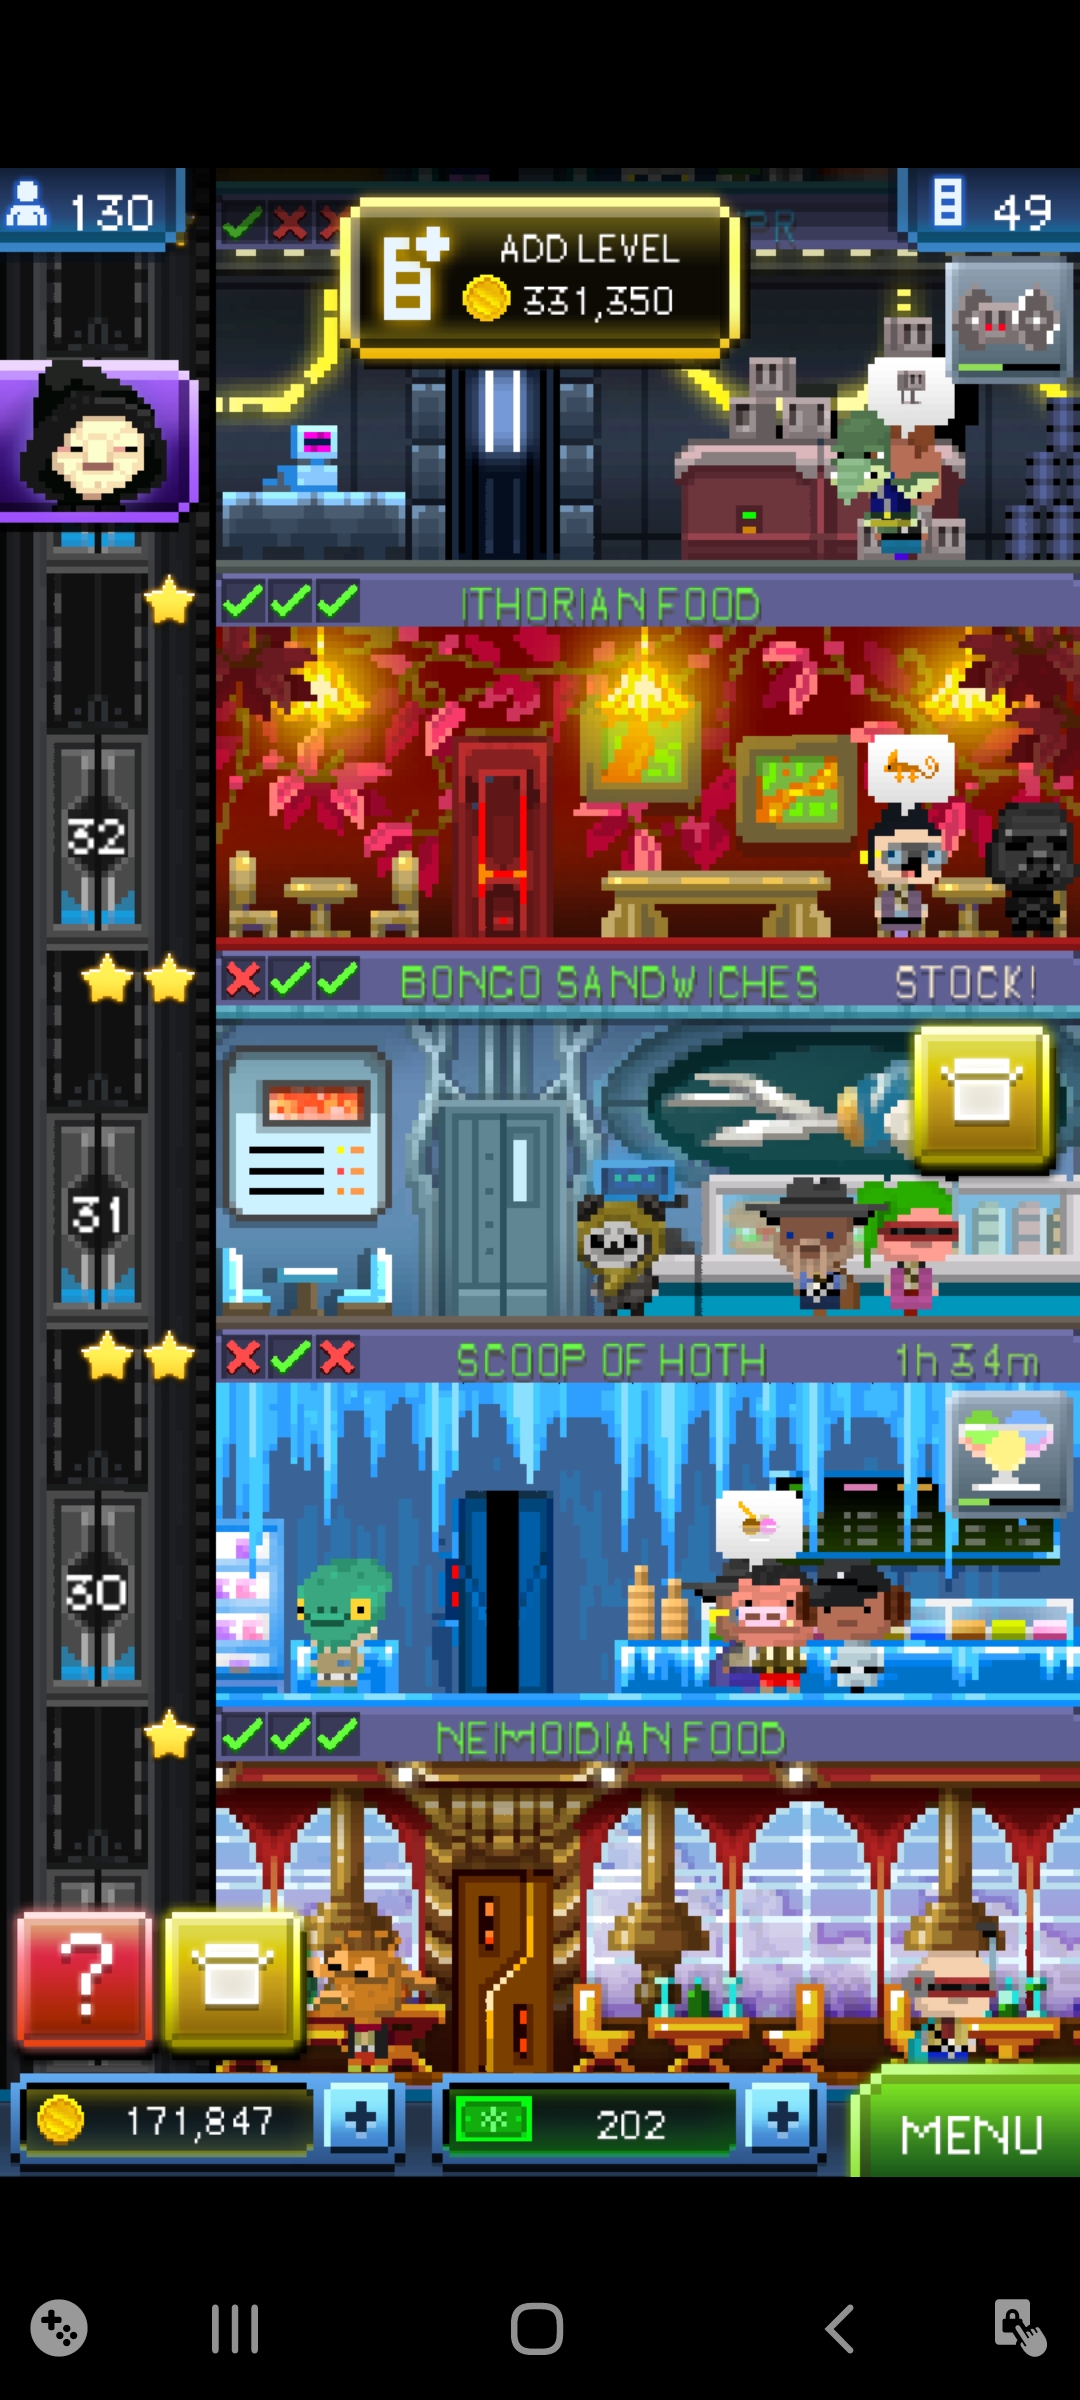 130
49
PR
ADD LEVEL
331,350
ITHORIAN FOOD
32
BONGO SANDWICHES STOCK!
31
SCOOP OF HOTH 1h 34m
30
NEIMOIDIAN FOOD
?
171,847
202
MENU